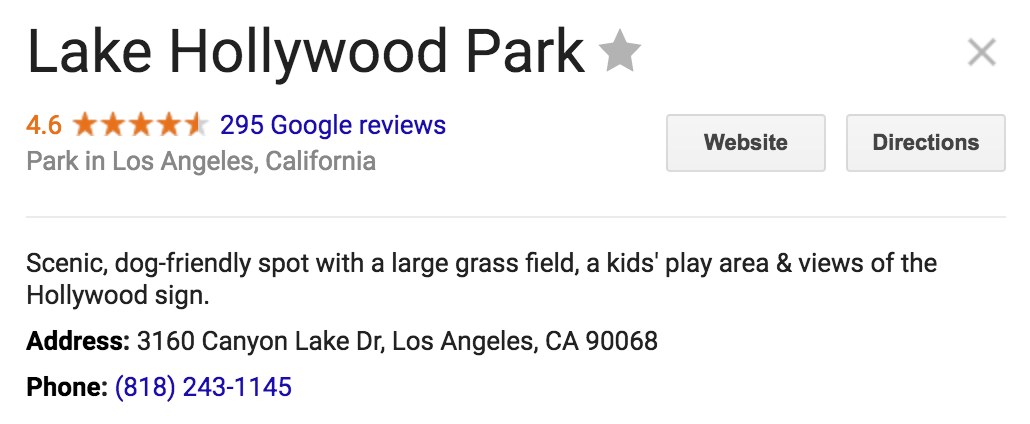 Lake Hollywood Park
4.6 295 Google reviews
Park in Los Angeles, California
Website
Directions
Scenic, dog-friendly spot with a large grass field, a kids' play area & views of the
Hollywood sign.
Address: 3160 Canyon Lake Dr, Los Angeles, CA 90068
Phone: (818) 243-1145